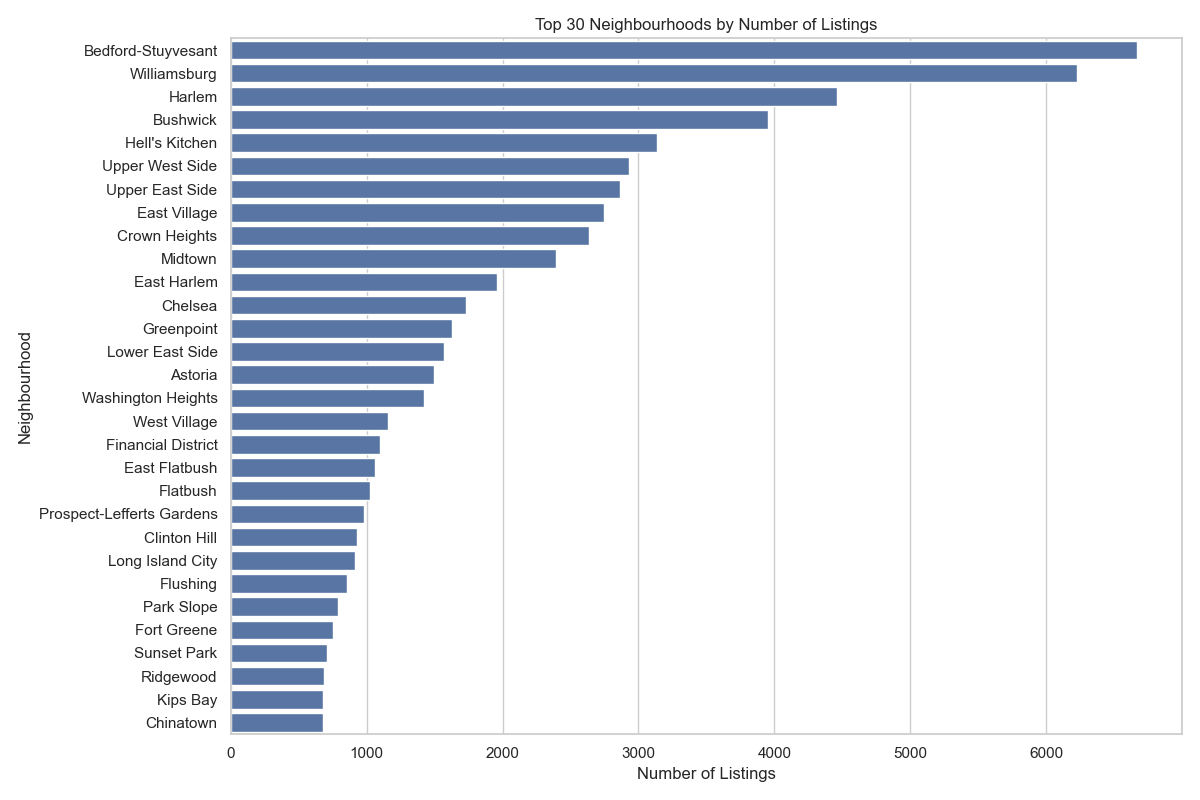 Top 30 Neighbourhoods by Number of Listings
Neighbourhood
Bedford-Stuyvesant
Williamsburg
Harlem
Bushwick
Hell's Kitchen
Upper West Side
Upper East Side
East Village
Crown Heights
Midtown
East Harlem
Chelsea
Greenpoint
Lower East Side
Astoria
Washington Heights
West Village
Financial District
East Flatbush
Flatbush
Prospect-Lefferts Gardens
Clinton Hill
Long Island City
Flushing
Park Slope
Fort Greene
Sunset Park
Ridgewood
Kips Bay
Chinatown
0 1000 2000 3000 4000 5000 6000
Number of Listings